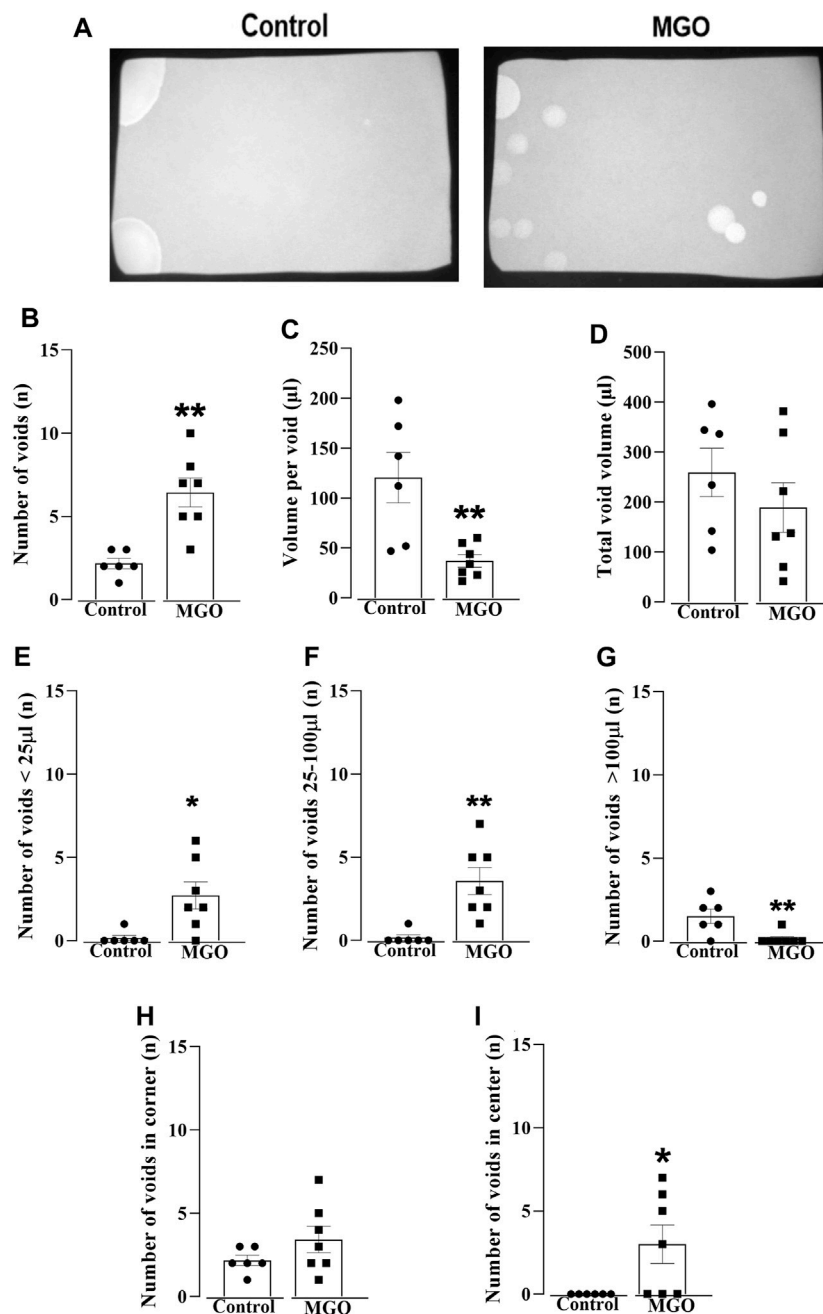 A
Control
MGO
B
Number of voids (n)
15
10
5
0
**
Control
MGO
C
Volume per void (µl)
250
200
150
100
50
0
**
Control
MGO
D
Total void volume (µl)
500
400
300
200
100
0
Control
MGO
E
Number of voids < 25µl (n)
15
10
5
0
*
Control
MGO
F
Number of voids 25-100µl (n)
15
10
5
0
**
Control
MGO
G
Number of voids >100µl (n)
15
10
5
0
**
Control
MGO
H
Number of voids in corner (n)
15
10
5
0
Control
MGO
I
Number of voids in center (n)
15
10
5
0
*
Control
MGO